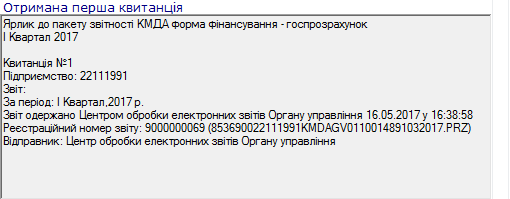 Отримана перша квитанція
Ярлик до пакету звітності КМДА форма фінансування - госпрозрахунок
І Квартал 2017
Квитанція №1
Підприємство: 22111991
Звіт:
За період: І Квартал,2017 р.
Звіт одержано Центром обробки електронних звітів Органу управління 16.05.2017 у 16:38:58
Реєстраційний номер звіту: 9000000069 (853690022111991KMDAGV0110014891032017.PRZ)
Відправник: Центр обробки електронних звітів Органу управління